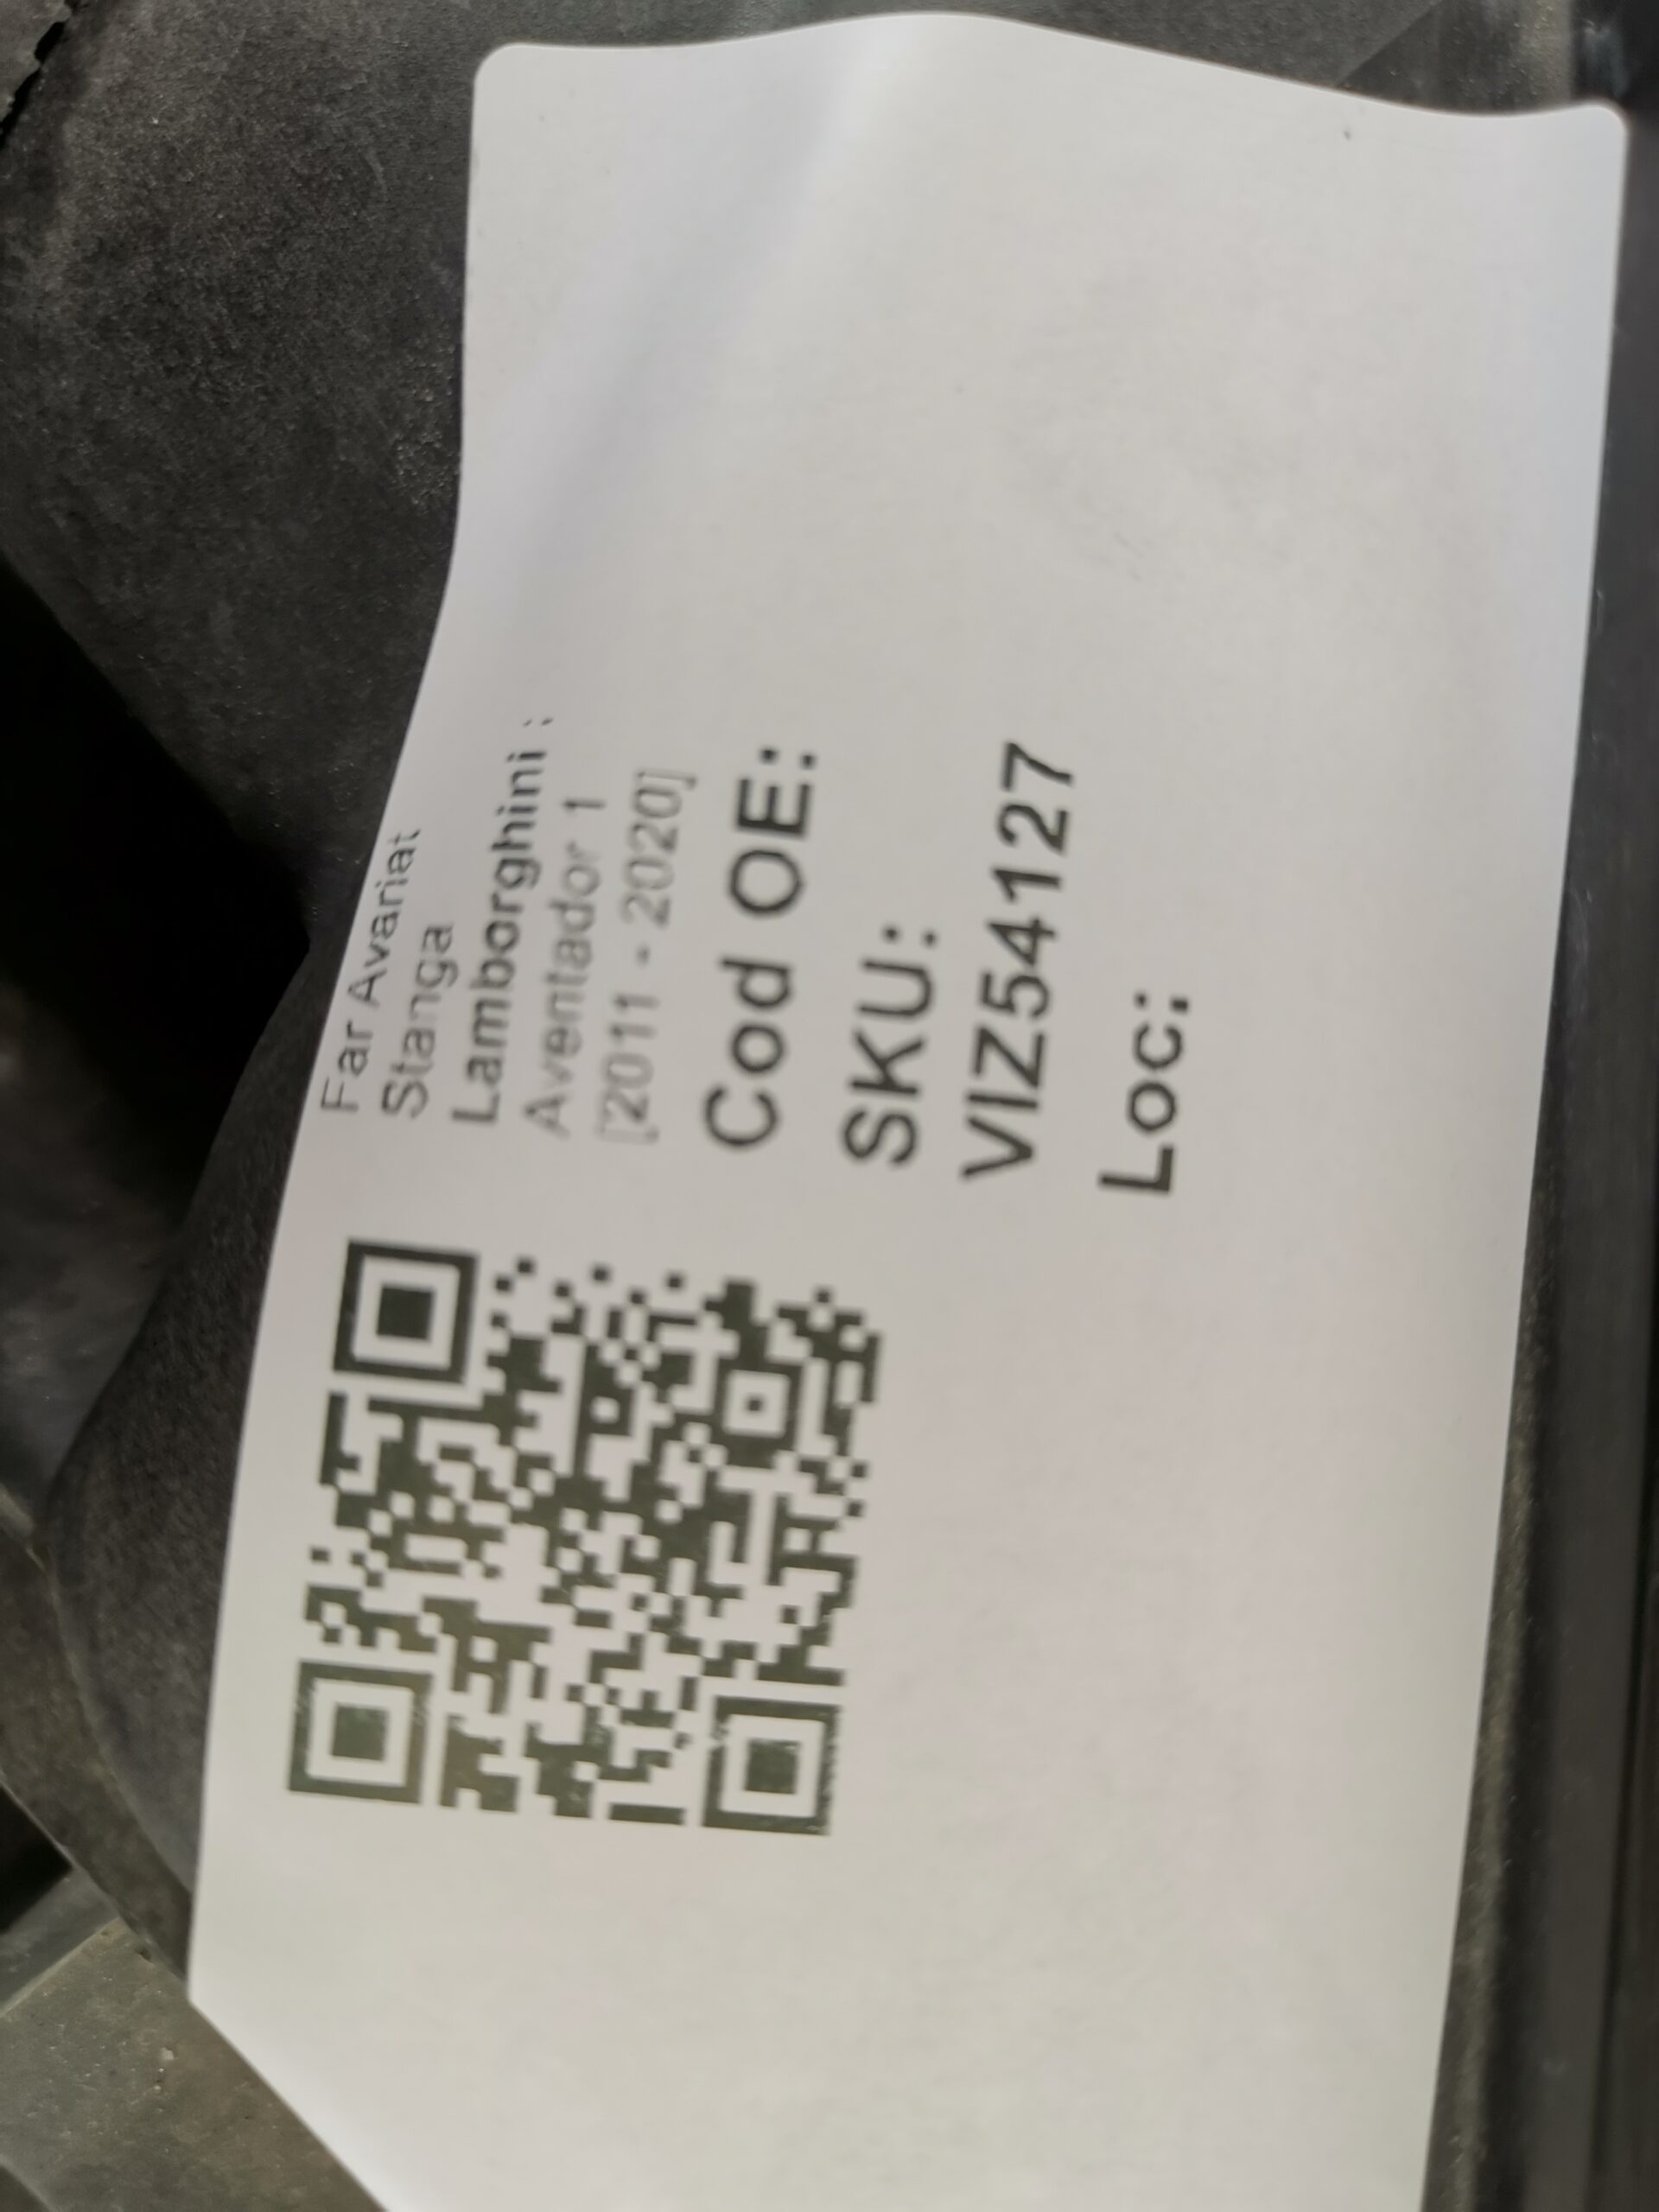 Far Avariat
Stanga
Lamborghini :
Aventador 1
[2011 - 2020]
Cod OE:
SKU:
VIZ54127
Loc: